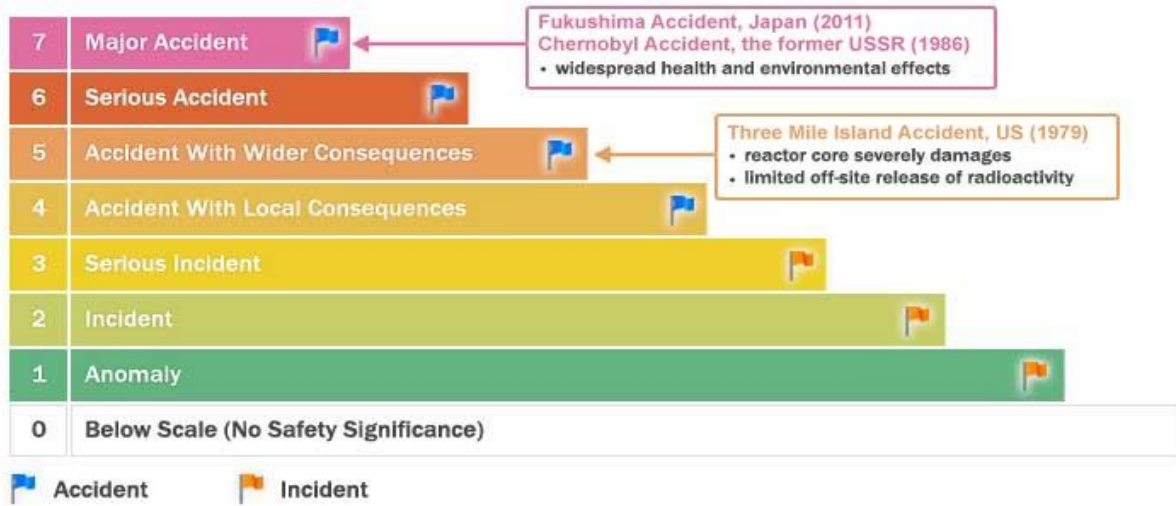 Fukushima Accident, Japan (2011)
Chernobyl Accident, the former USSR (1986)
• widespread health and environmental effects
7 Major Accident
6 Serious Accident
Three Mile Island Accident, US (1979)
• reactor core severely damages
• limited off-site release of radioactivity
5 Accident With Wider Consequences
4 Accident With Local Consequences
3 Serious Incident
2 Incident
1 Anomaly
0 Below Scale (No Safety Significance)
Accident Incident